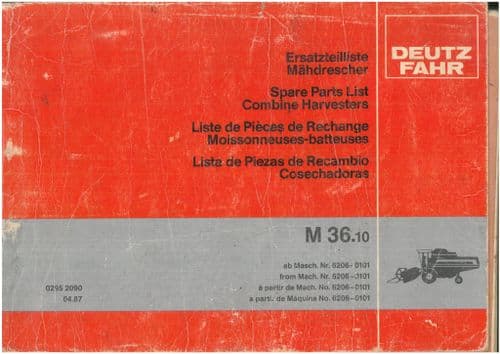 DEUTZ
FAHR
Ersatzteilliste
Mähdrescher
Spare Parts List
Combine Harvesters
Liste de Pièces de Rechange
Moissonneuses-batteuses
Lista de Piezas de Recambio
Cosechadoras
M 36.10
ab Masch. Nr. 6206-0101
from Mach. Nr. 6206-0101
à partir de Mach. No. 6206-0101
a partir de Máquina No. 6206-0101
0295 2090
04.87